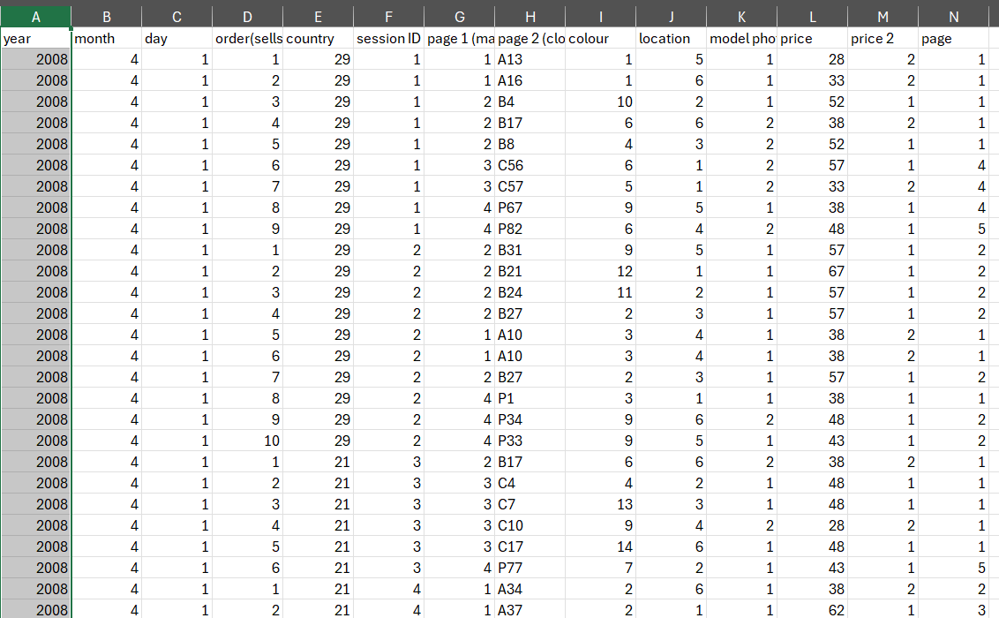 A B C D E F G H I J K L M N
year month day order(sells country session ID page 1 (ma page 2 (clo colour location model pho price price 2 page
2008 4 1 1 29 1 1 A13 1 5 1 28 2 1
2008 4 1 2 29 1 1 A16 1 6 1 33 2 1
2008 4 1 3 29 1 2 B4 10 2 1 52 1 1
2008 4 1 4 29 1 2 B17 6 6 2 38 2 1
2008 4 1 5 29 1 2 B8 4 3 2 52 1 1
2008 4 1 6 29 1 3 C56 6 1 2 57 1 4
2008 4 1 7 29 1 3 C57 5 1 2 33 2 4
2008 4 1 8 29 1 4 P67 9 5 1 38 1 4
2008 4 1 9 29 1 4 P82 6 4 2 48 1 5
2008 4 1 1 29 2 2 B31 9 5 1 57 1 2
2008 4 1 2 29 2 2 B21 12 1 1 67 1 2
2008 4 1 3 29 2 2 B24 11 2 1 57 1 2
2008 4 1 4 29 2 2 B27 2 3 1 57 1 2
2008 4 1 5 29 2 1 A10 3 4 1 38 2 1
2008 4 1 6 29 2 1 A10 3 4 1 38 2 1
2008 4 1 7 29 2 2 B27 2 3 1 57 1 2
2008 4 1 8 29 2 4 P1 3 1 1 38 1 1
2008 4 1 9 29 2 4 P34 9 6 2 48 1 2
2008 4 1 10 29 2 4 P33 9 5 1 43 1 2
2008 4 1 1 21 3 2 B17 6 6 2 38 2 1
2008 4 1 2 21 3 3 C4 4 2 1 48 1 1
2008 4 1 3 21 3 3 C7 13 3 1 48 1 1
2008 4 1 4 21 3 3 C10 9 4 2 28 2 1
2008 4 1 5 21 3 3 C17 14 6 1 48 1 1
2008 4 1 6 21 3 4 P77 7 2 1 43 1 5
2008 4 1 1 21 4 1 A34 2 6 1 38 2 2
2008 4 1 2 21 4 1 A37 2 1 1 62 1 3